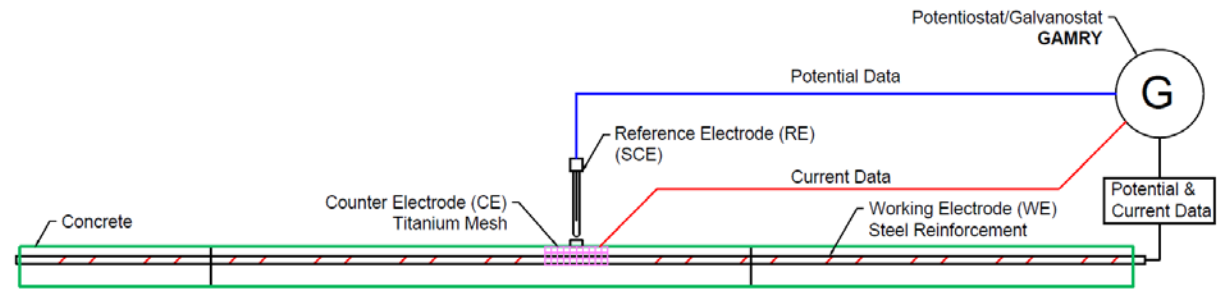 Potentiostat/Galvanostat
GAMRY
G
Potential Data
Reference Electrode (RE)
(SCE)
Current Data
Potential &
Current Data
Counter Electrode (CE)
Titanium Mesh
Working Electrode (WE)
Steel Reinforcement
Concrete